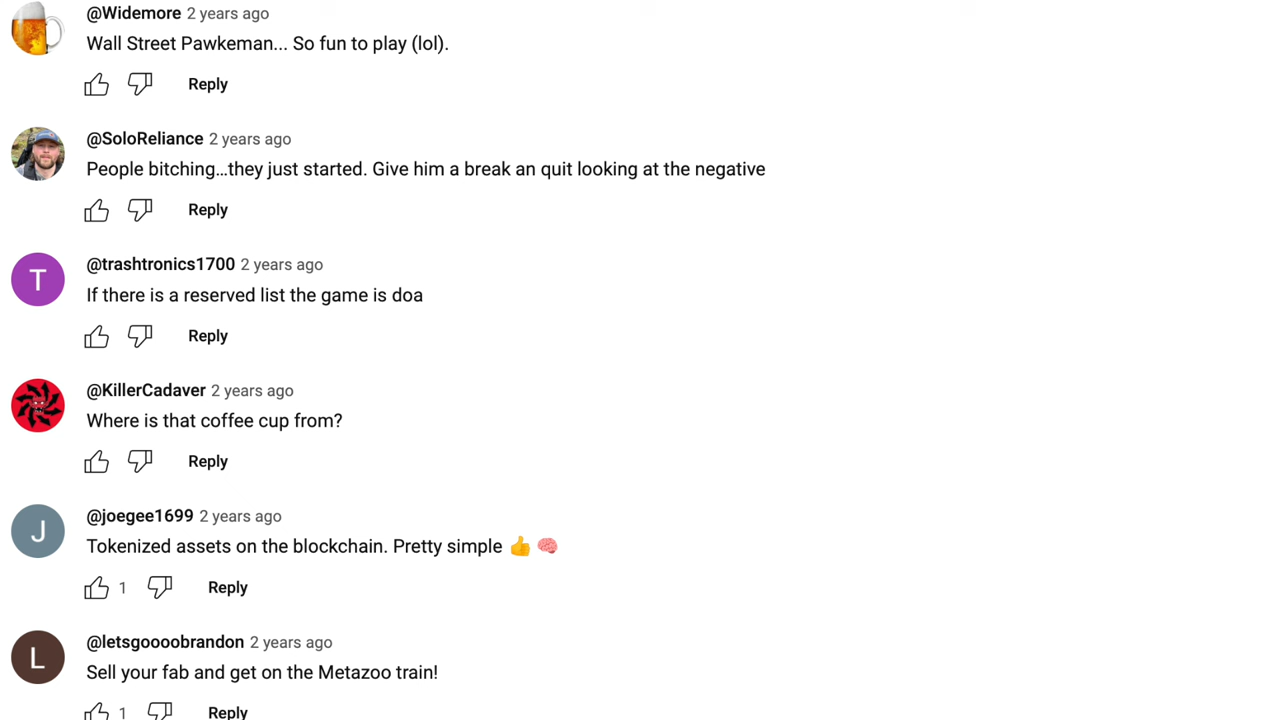 @Widemore 2 years ago
Wall Street Pawkeman... So fun to play (lol).
Reply
@SoloReliance 2 years ago
People bitching…they just started. Give him a break an quit looking at the negative
Reply
T
@trashtronics1700 2 years ago
If there is a reserved list the game is doa
Reply
@KillerCadaver 2 years ago
Where is that coffee cup from?
Reply
J
@joegee1699 2 years ago
Tokenized assets on the blockchain. Pretty simple 👍 🧠
1 Reply
L
@letsgoooobrandon 2 years ago
Sell your fab and get on the Metazoo train!
1 Reply